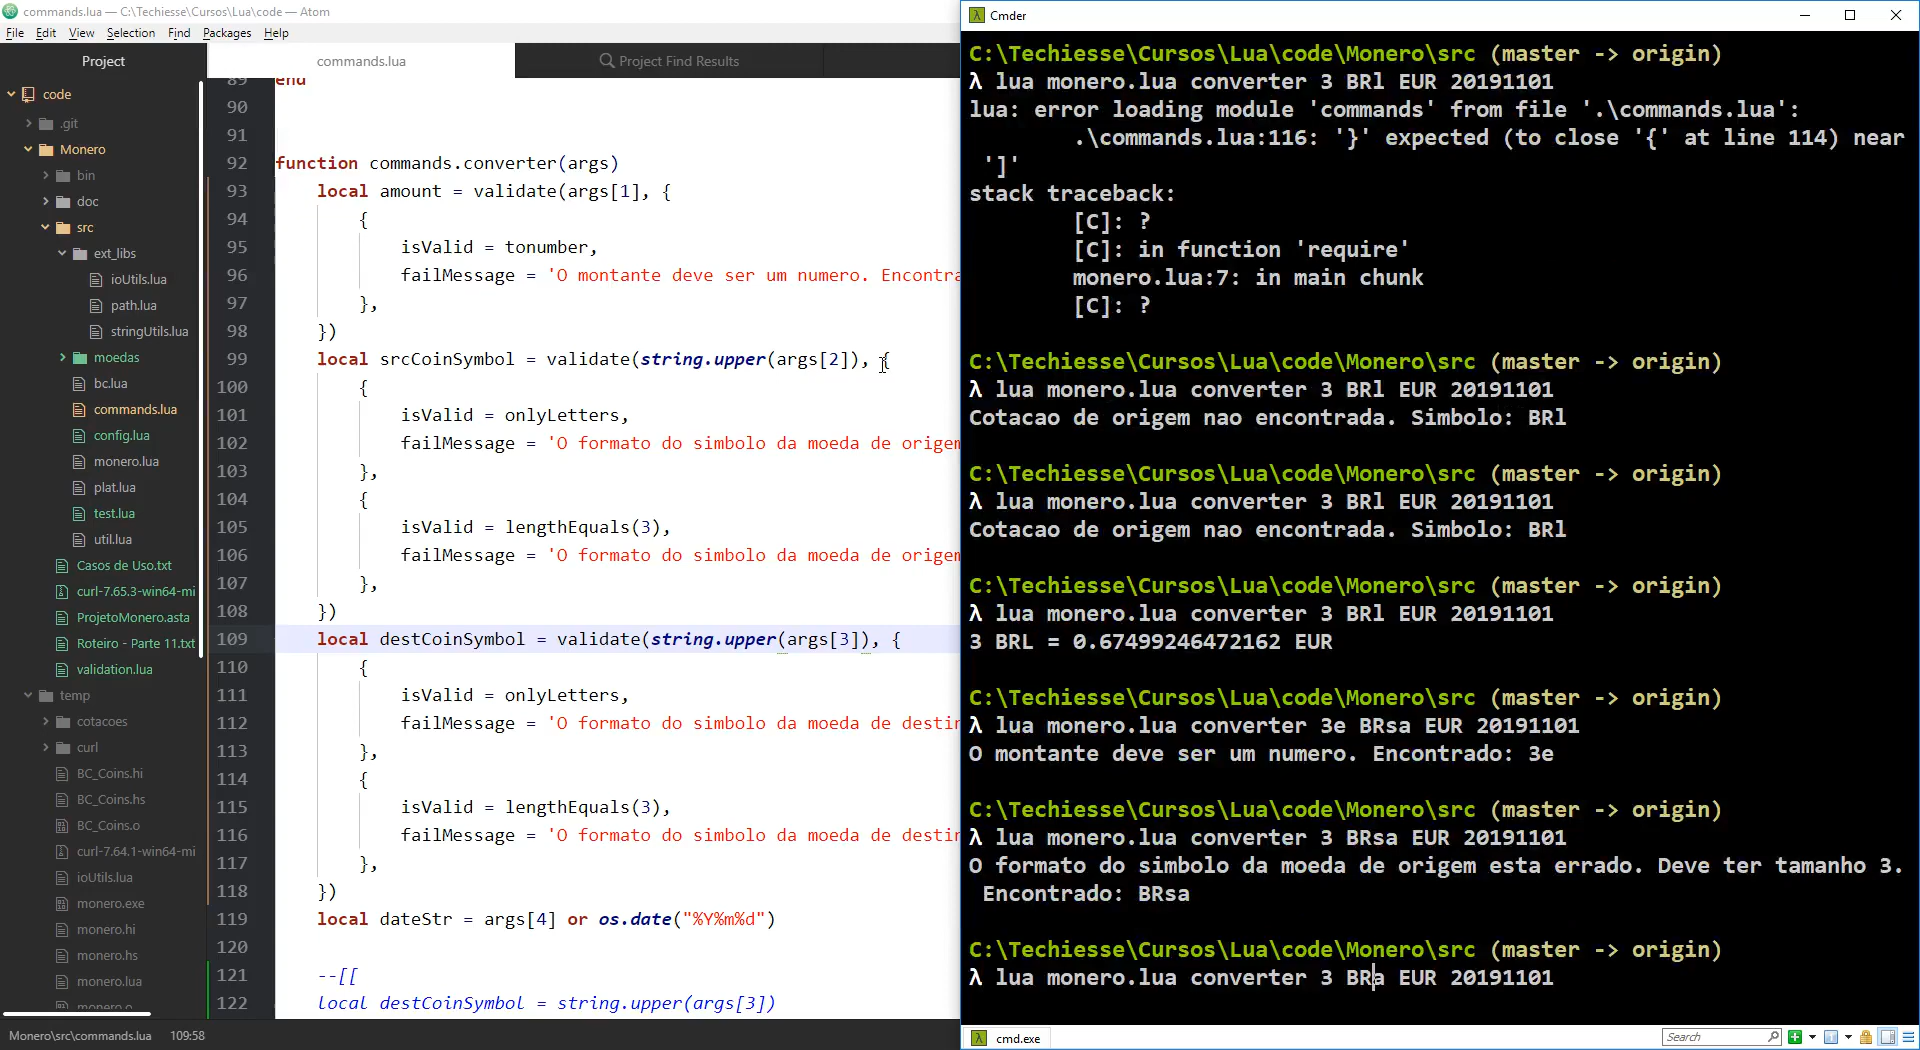 commands.lua — C:\Techiesse\Cursos\Lua\code — Atom
File Edit View Selection Find Packages Help
Project
code
.git
Monero
bin
doc
src
ext_libs
ioUtils.lua
path.lua
stringUtils.lua
moedas
bc.lua
commands.lua
config.lua
monero.lua
plat.lua
test.lua
util.lua
Casos de Uso.txt
curl-7.65.3-win64-mi
ProjetoMonero.asta
Roteiro - Parte 11.txt
validation.lua
temp
cotacoes
curl
BC_Coins.hi
BC_Coins.hs
BC_Coins.o
curl-7.64.1-win64-mi
ioUtils.lua
monero.exe
monero.hi
monero.hs
monero.lua
monero.o
commands.lua
Project Find Results
89 end
90
91
92 function commands.converter(args)
93 local amount = validate(args[1], {
94 {
95 isValid = tonumber,
96 failMessage = 'O montante deve ser um numero. Encontra
97 },
98 })
99 local srcCoinSymbol = validate(string.upper(args[2]), {
100 {
101 isValid = onlyLetters,
102 failMessage = 'O formato do simbolo da moeda de origem
103 },
104 {
105 isValid = lengthEquals(3),
106 failMessage = 'O formato do simbolo da moeda de origem
107 },
108 })
109 local destCoinSymbol = validate(string.upper(args[3]), {
110 {
111 isValid = onlyLetters,
112 failMessage = 'O formato do simbolo da moeda de destin
113 },
114 {
115 isValid = lengthEquals(3),
116 failMessage = 'O formato do simbolo da moeda de destin
117 },
118 })
119 local dateStr = args[4] or os.date("%Y%m%d")
120
121 --[[
122 local destCoinSymbol = string.upper(args[3])
Monero\src\commands.lua 109:58
Cmder
C:\Techiesse\Cursos\Lua\code\Monero\src (master -> origin)
λ lua monero.lua converter 3 BRl EUR 20191101
lua: error loading module 'commands' from file '.\commands.lua':
.\commands.lua:116: '}' expected (to close '{' at line 114) near
']'
stack traceback:
[C]: ?
[C]: in function 'require'
monero.lua:7: in main chunk
[C]: ?
C:\Techiesse\Cursos\Lua\code\Monero\src (master -> origin)
λ lua monero.lua converter 3 BRl EUR 20191101
Cotacao de origem nao encontrada. Simbolo: BRl
C:\Techiesse\Cursos\Lua\code\Monero\src (master -> origin)
λ lua monero.lua converter 3 BRl EUR 20191101
Cotacao de origem nao encontrada. Simbolo: BRl
C:\Techiesse\Cursos\Lua\code\Monero\src (master -> origin)
λ lua monero.lua converter 3 BRl EUR 20191101
3 BRL = 0.67499246472162 EUR
C:\Techiesse\Cursos\Lua\code\Monero\src (master -> origin)
λ lua monero.lua converter 3e BRsa EUR 20191101
O montante deve ser um numero. Encontrado: 3e
C:\Techiesse\Cursos\Lua\code\Monero\src (master -> origin)
λ lua monero.lua converter 3 BRsa EUR 20191101
O formato do simbolo da moeda de origem esta errado. Deve ter tamanho 3.
Encontrado: BRsa
C:\Techiesse\Cursos\Lua\code\Monero\src (master -> origin)
λ lua monero.lua converter 3 BRa EUR 20191101
cmd.exe
Search